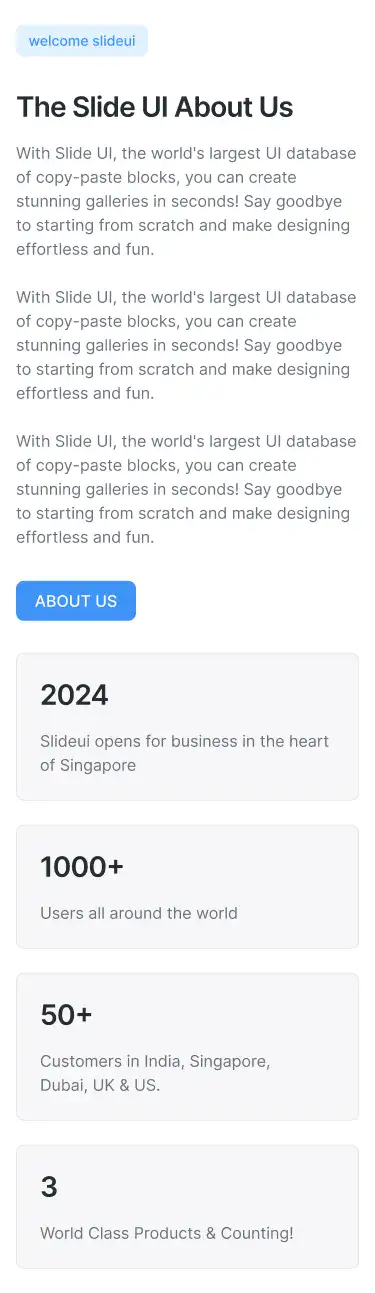 welcome slideui
The Slide UI About Us
With Slide UI, the world's largest UI database
of copy-paste blocks, you can create
stunning galleries in seconds! Say goodbye
to starting from scratch and make designing
effortless and fun.
With Slide UI, the world's largest UI database
of copy-paste blocks, you can create
stunning galleries in seconds! Say goodbye
to starting from scratch and make designing
effortless and fun.
With Slide UI, the world's largest UI database
of copy-paste blocks, you can create
stunning galleries in seconds! Say goodbye
to starting from scratch and make designing
effortless and fun.
ABOUT US
2024
Slideui opens for business in the heart
of Singapore
1000+
Users all around the world
50+
Customers in India, Singapore,
Dubai, UK & US.
3
World Class Products & Counting!